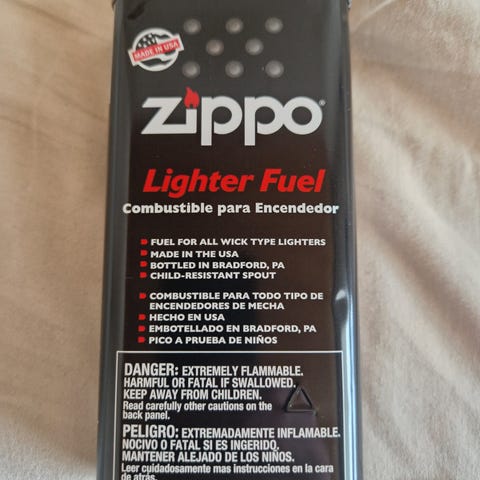 MADE IN USA
zippo®
Lighter Fuel
Combustible para Encendedor
FUEL FOR ALL WICK TYPE LIGHTERS
MADE IN THE USA
BOTTLED IN BRADFORD, PA
CHILD-RESISTANT SPOUT
COMBUSTIBLE PARA TODO TIPO DE
ENCENDEDORES DE MECHA
HECHO EN USA
EMBOTELLADO EN BRADFORD, PA
PICO A PRUEBA DE NIÑOS
DANGER: EXTREMELY FLAMMABLE.
HARMFUL OR FATAL IF SWALLOWED.
KEEP AWAY FROM CHILDREN.
Read carefully other cautions on the
back panel.
PELIGRO: EXTREMADAMENTE INFLAMABLE.
NOCIVO O FATAL SI ES INGERIDO.
MANTENER ALEJADO DE LOS NIÑOS.
Leer cuidadosamente mas instrucciones en la cara
de atrás.